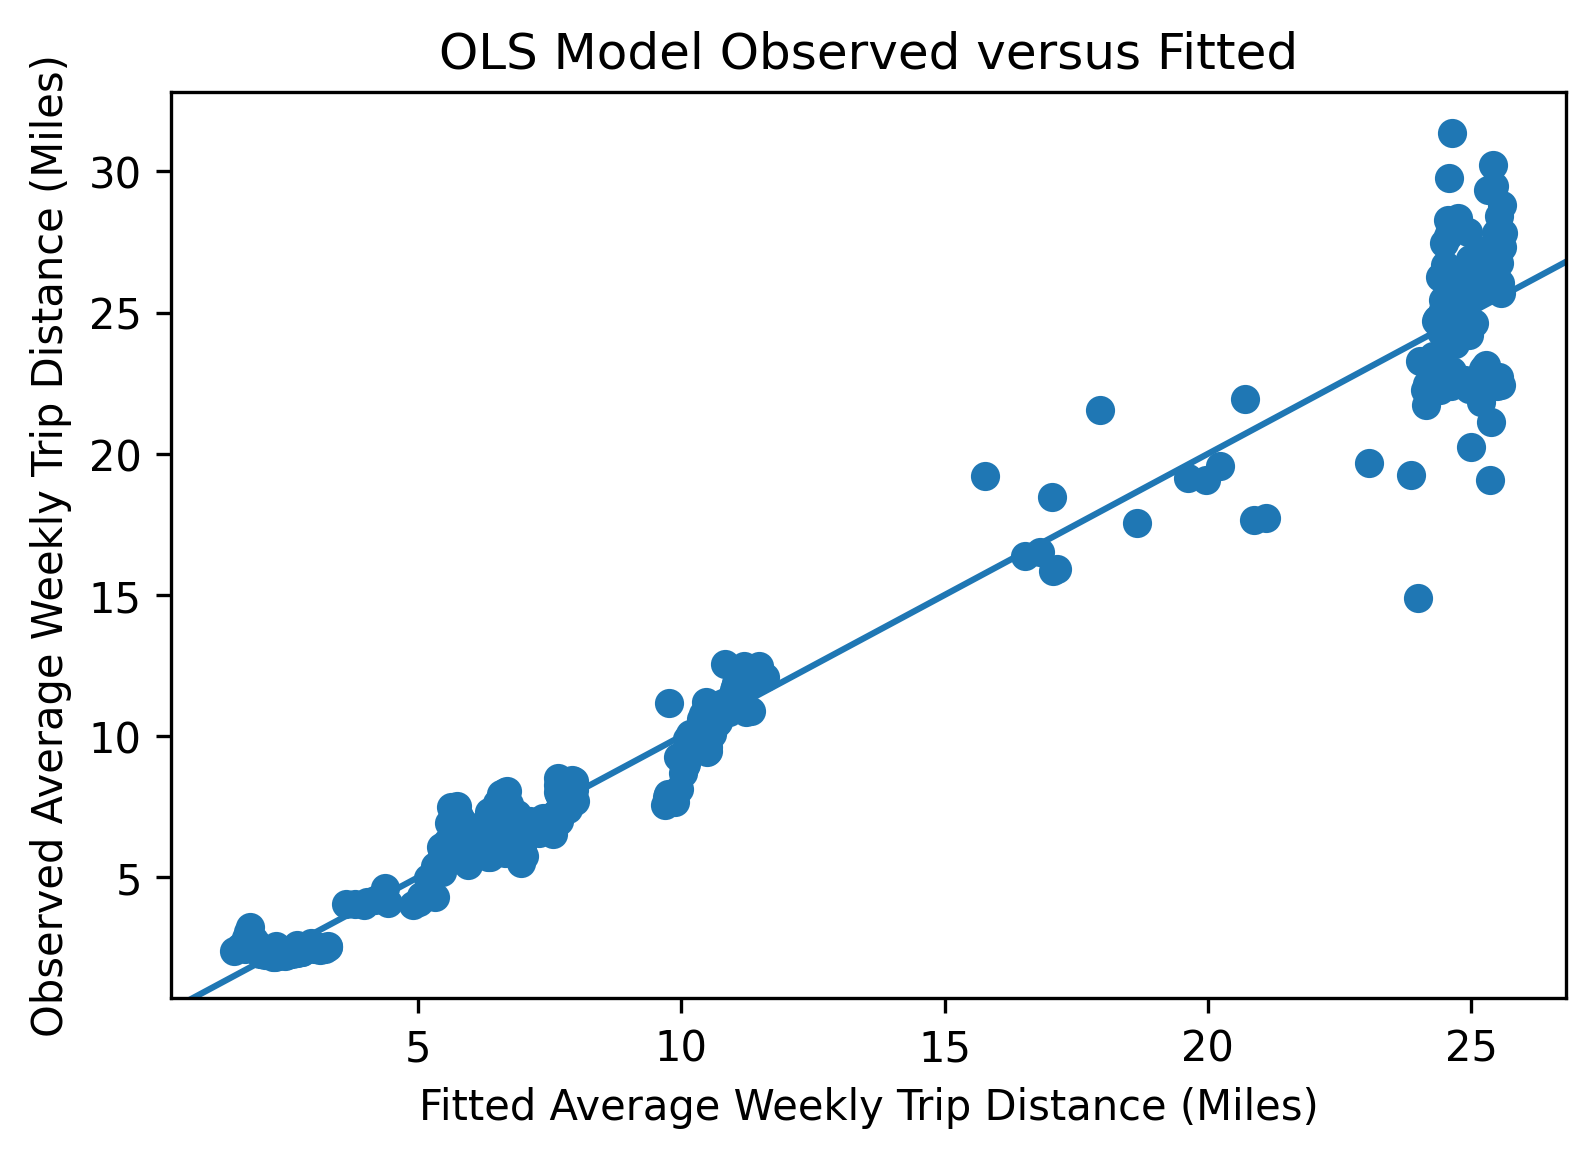 OLS Model Observed versus Fitted
Observed Average Weekly Trip Distance (Miles)
30
25
20
15
10
5
5 10 15 20 25
Fitted Average Weekly Trip Distance (Miles)